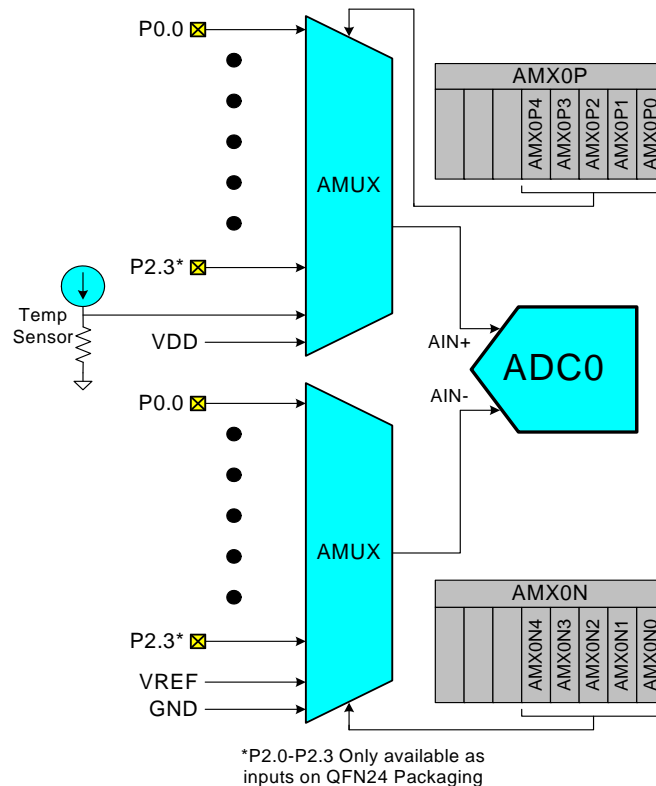 P0.0
AMX0P
AMX0P4
AMX0P3
AMX0P2
AMX0P1
AMX0P0
AMUX
P2.3*
Temp
Sensor
VDD
AIN+
ADC0
AIN-
P0.0
AMUX
AMX0N
AMX0N4
AMX0N3
AMX0N2
AMX0N1
AMX0N0
P2.3*
VREF
GND
*P2.0-P2.3 Only available as
inputs on QFN24 Packaging